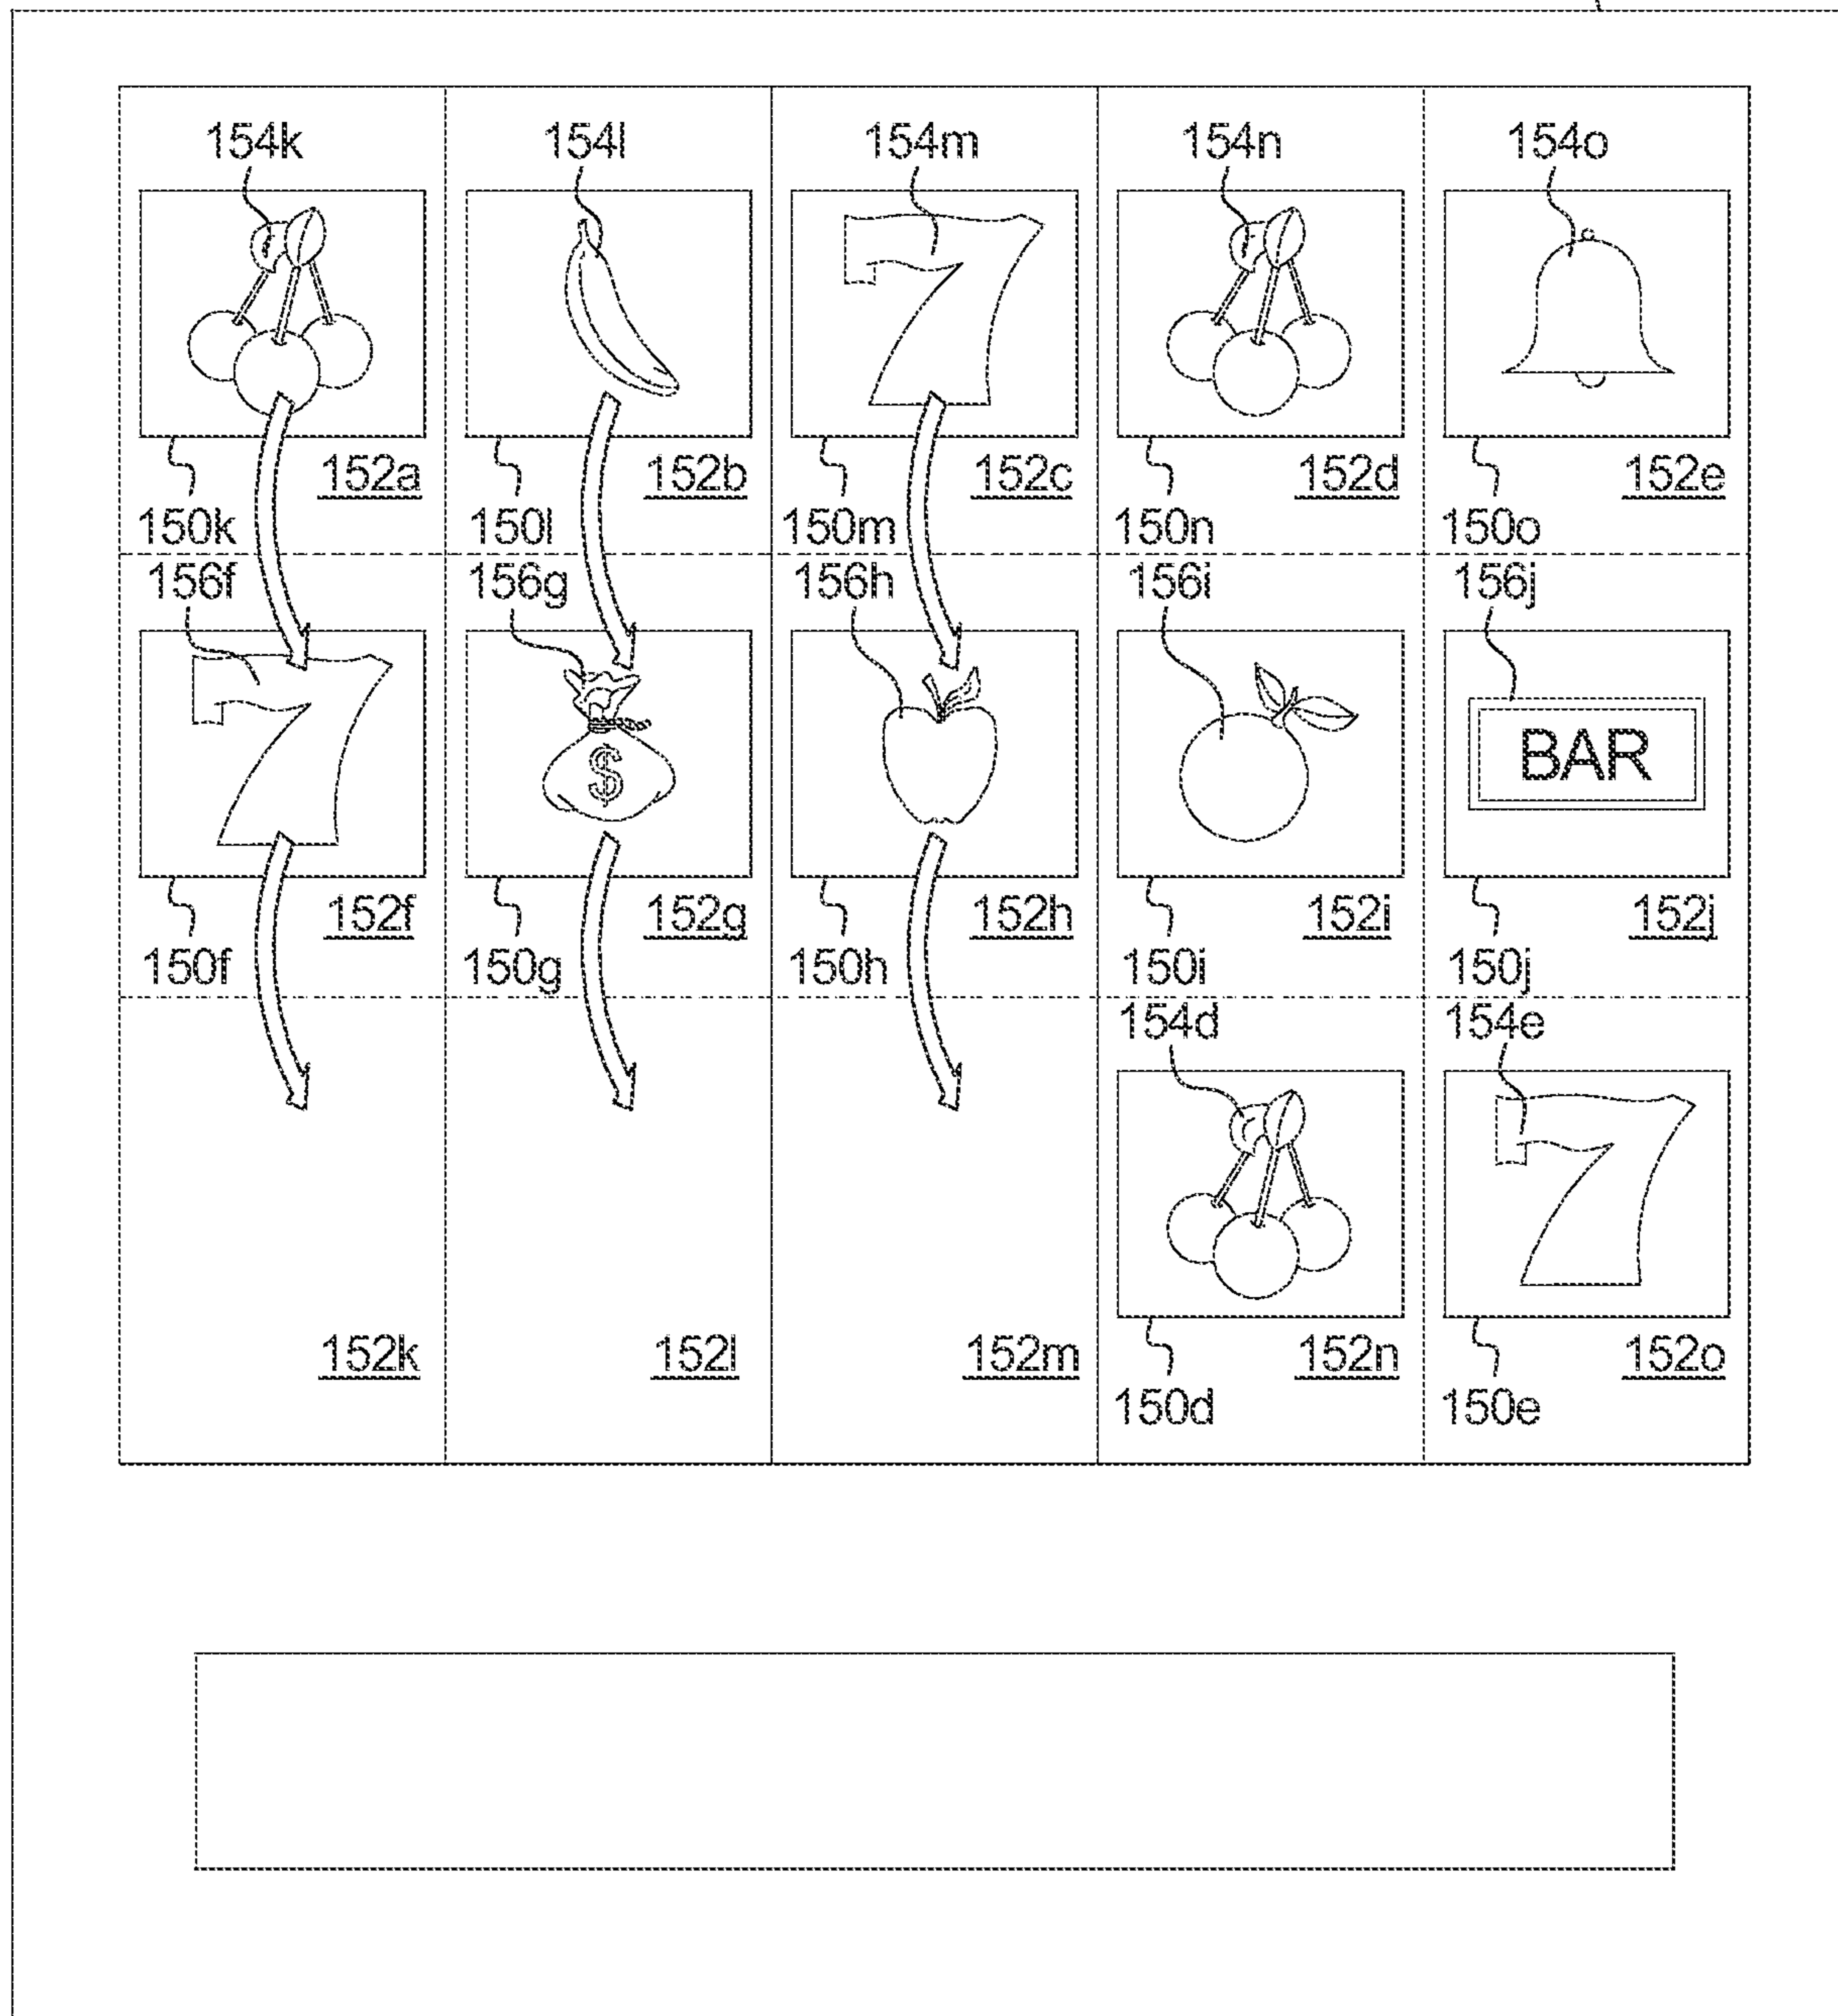 154k 154l 154m 154n 154o
152a 152b 152c 152d 152e
150k 150l 150m 150n 150o
156f 156g 156h 156i 156j
$ BAR
152f 152g 152h 152i 152j
150f 150g 150h 150i 150j
154d 154e
152k 152l 152m 152n 152o
150d 150e